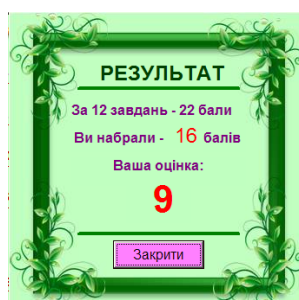 РЕЗУЛЬТАТ
За 12 завдань - 22 бали
Ви набрали - 16 балів
Ваша оцінка:
9
Закрити